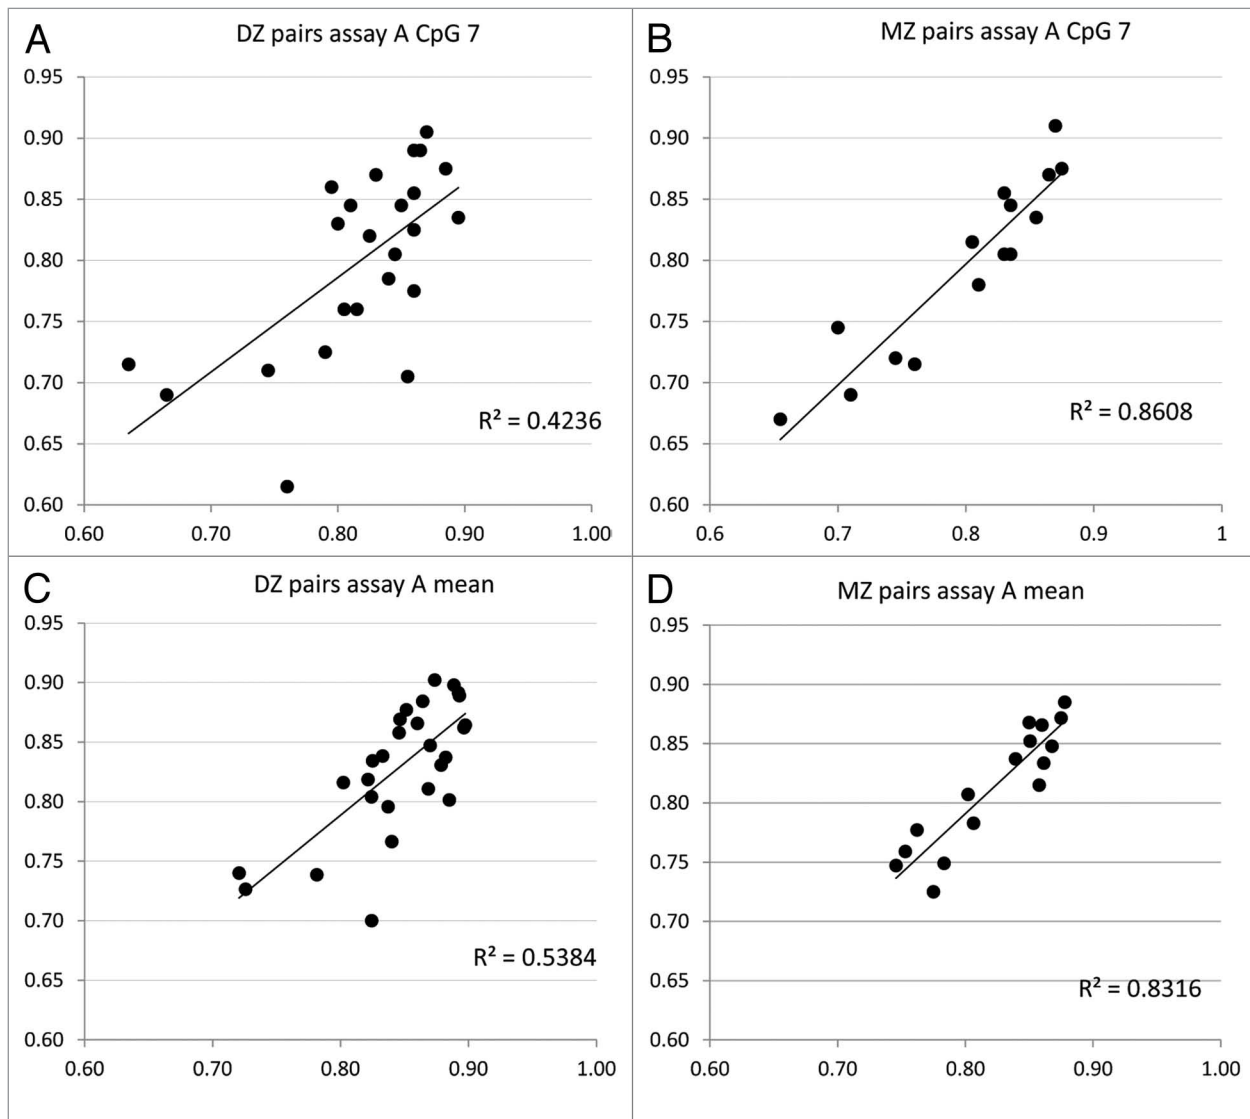 A
DZ pairs assay A CpG 7
0.95
0.90
0.85
0.80
0.75
0.70
0.65
0.60
R² = 0.4236
0.60 0.70 0.80 0.90 1.00
B
MZ pairs assay A CpG 7
0.95
0.90
0.85
0.80
0.75
0.70
0.65
0.60
R² = 0.8608
0.6 0.7 0.8 0.9 1
C
DZ pairs assay A mean
0.95
0.90
0.85
0.80
0.75
0.70
0.65
0.60
R² = 0.5384
0.60 0.70 0.80 0.90 1.00
D
MZ pairs assay A mean
0.95
0.90
0.85
0.80
0.75
0.70
0.65
0.60
R² = 0.8316
0.60 0.70 0.80 0.90 1.00